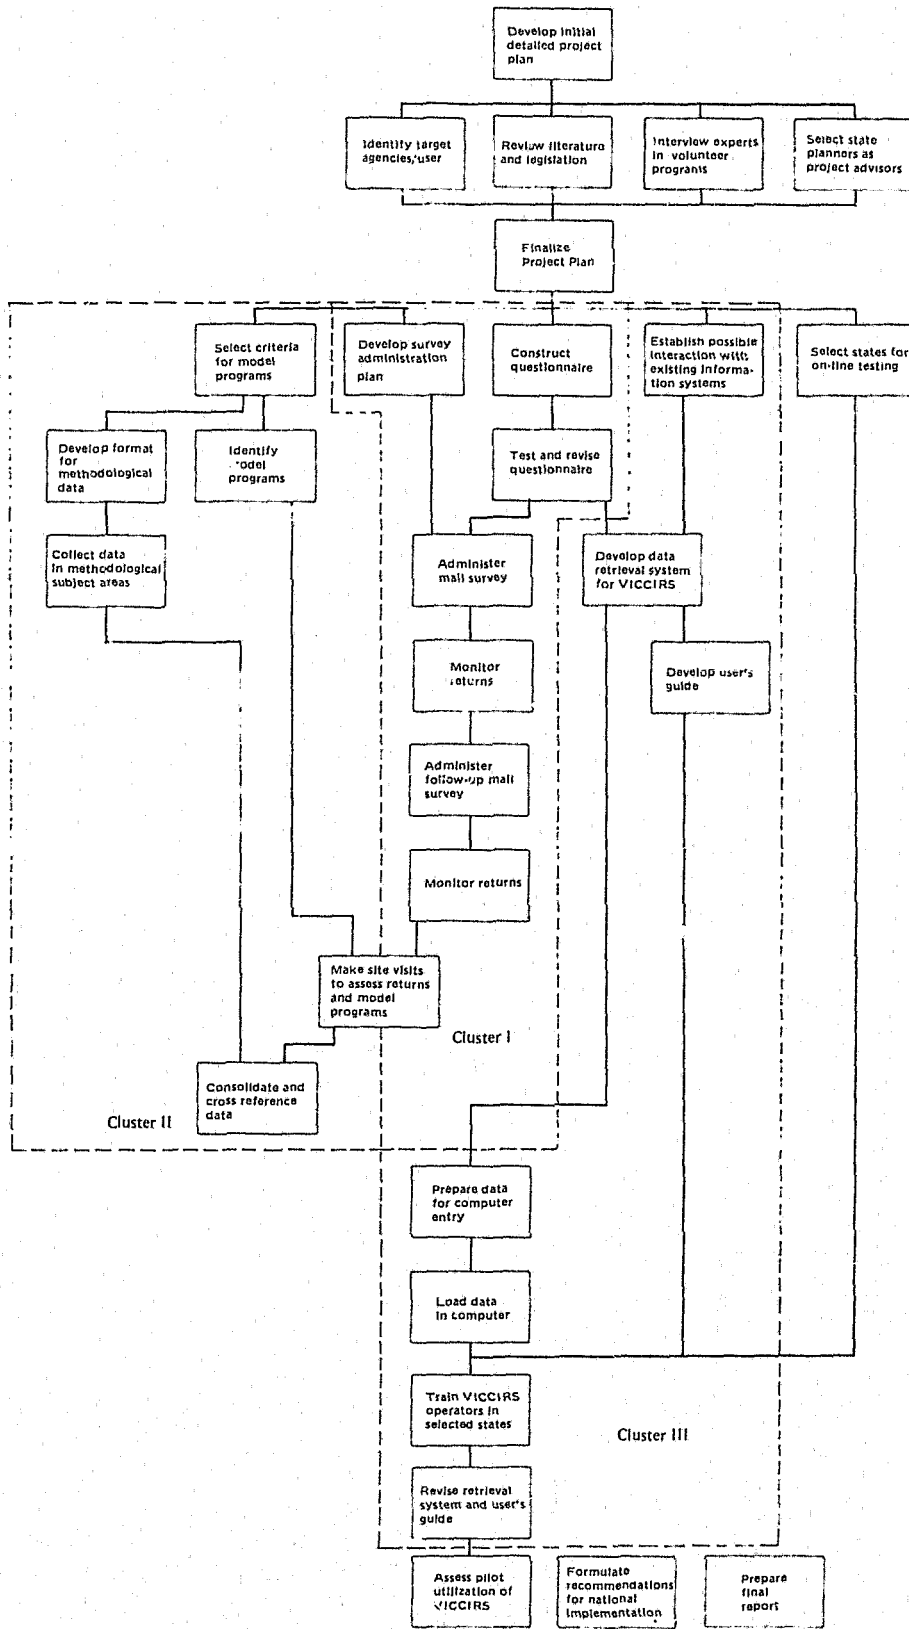 Develop initial
detailed project
plan
Identify target
agencies/user
Review literature
and legislation
Interview experts
in volunteer
programs
Select state
planners as
project advisors
Finalize
Project Plan
Select criteria
for model
programs
Develop survey
administration
plan
Construct
questionnaire
Establish possible
interaction with
existing informa-
tion systems
Select states for
on-line testing
Develop format
for
methodological
data
Identify
odel
programs
Test and revise
questionnaire
Collect data
in methodological
subject areas
Administer
mail survey
Develop data
retrieval system
for VICCIRS
Monitor
returns
Develop user's
guide
Administer
follow-up mail
survey
Monitor returns
Make site visits
to assess returns
and model
programs
Cluster I
Consolidate and
cross reference
data
Cluster II
Prepare data
for computer
entry
Load data
in computer
Train VICCIRS
operators in
selected states
Cluster III
Revise retrieval
system and user's
guide
Assess pilot
utilization of
VICCIRS
Formulate
recommendations
for national
implementation
Prepare
final
report